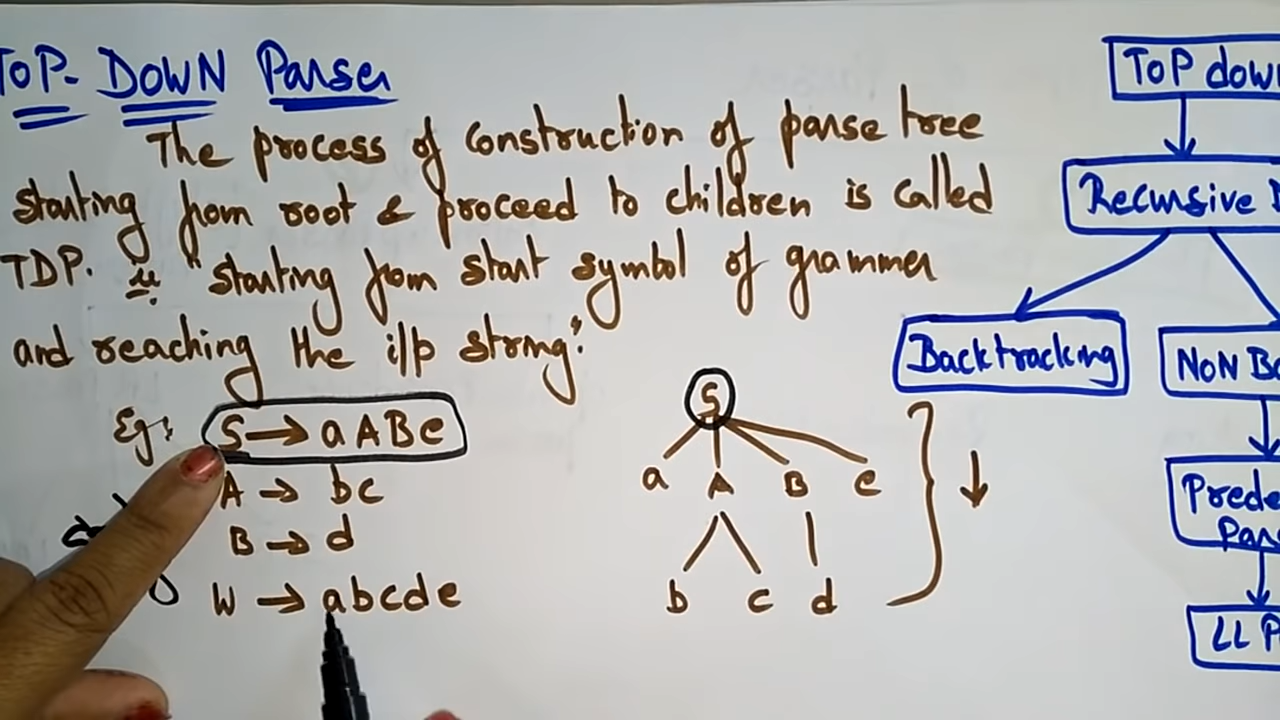 ToP-DOWN Parser
The process of construction of parse tree
starting from root & proceed to children is called
TDP. "starting from start symbol of grammer
and reaching the i/p string."
Eg: S → aABe
A → bc
B → d
W → abcde
S
a A B e
b c d
ToP down
Recursive D
Backtracking
NoN Ba
Prede
Pars
LL P